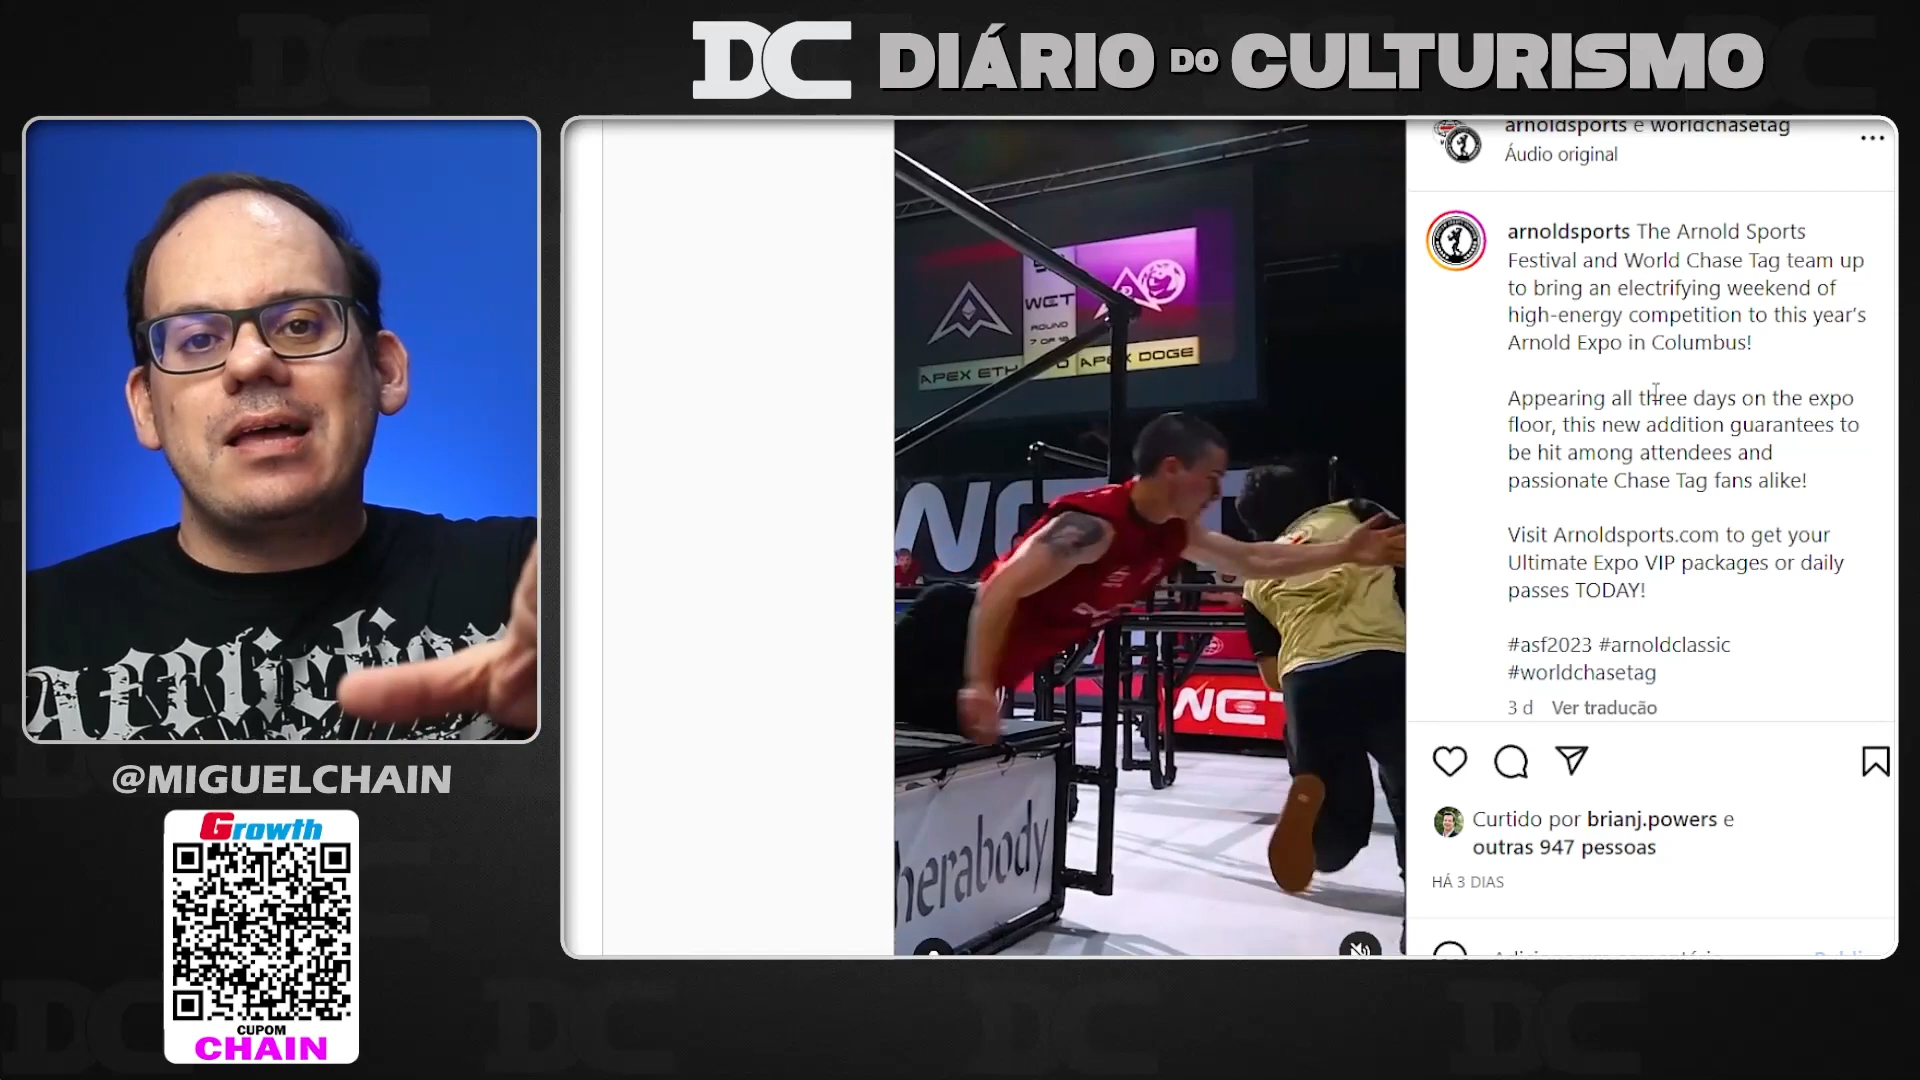 DC DIÁRIO DO CULTURISMO
arnoldsports e worldchasetag
Áudio original
arnoldsports The Arnold Sports
Festival and World Chase Tag team up
to bring an electrifying weekend of
high-energy competition to this year's
Arnold Expo in Columbus!
Appearing all three days on the expo
floor, this new addition guarantees to
be hit among attendees and
passionate Chase Tag fans alike!
Visit Arnoldsports.com to get your
Ultimate Expo VIP packages or daily
passes TODAY!
#asf2023 #arnoldclassic
#worldchasetag
3 d Ver tradução
Curtido por brianj.powers e
outras 947 pessoas
HÁ 3 DIAS
WCT
ROUND
APEX ETH
APEX DOGE
WCT
WCT
herabody
Affliction
@MIGUELCHAIN
Growth
CUPOM
CHAIN